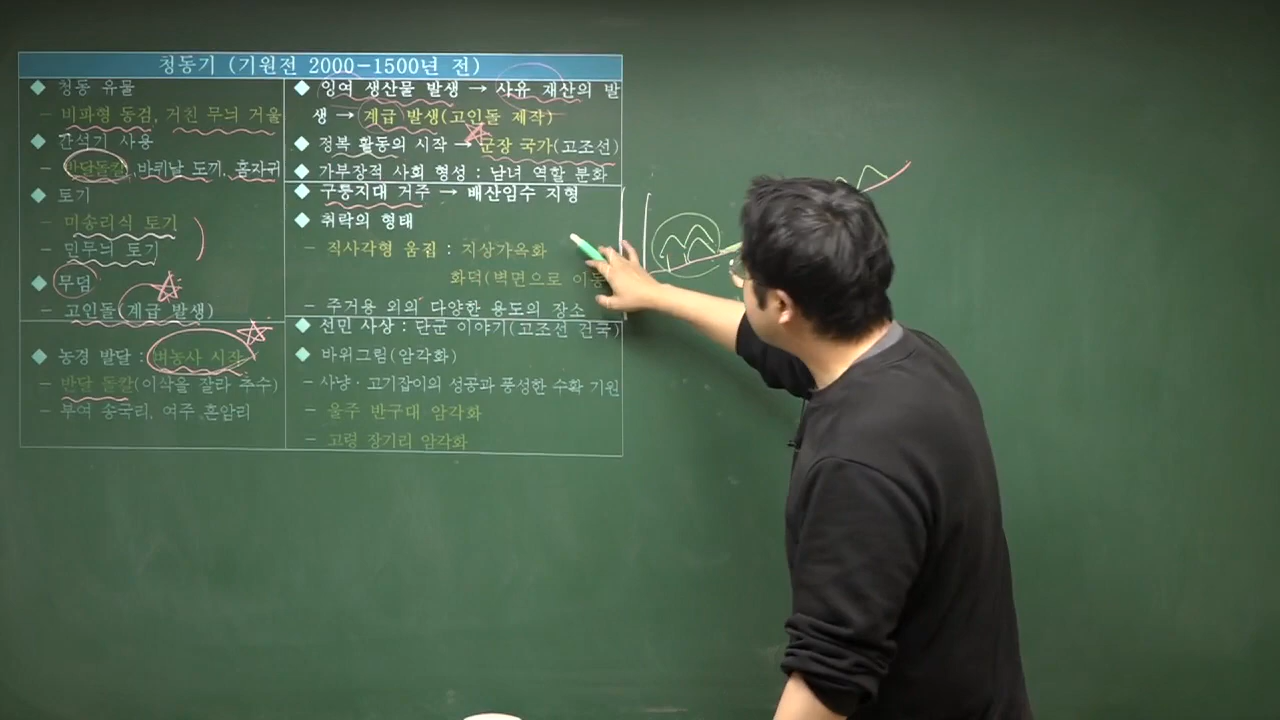 청동기 (기원전 2000-1500년 전)
◆ 청동 유물
- 비파형 동검, 거친 무늬 거울
◆ 간석기 사용
- 반달돌칼, 바퀴날 도끼, 홈자귀
◆ 토기
- 미송리식 토기
- 민무늬 토기
◆ 무덤
- 고인돌(계급 발생)
◆ 농경 발달 : 벼농사 시작
- 반달 돌칼(이삭을 잘라 추수)
- 부여 송국리, 여주 흔암리
◆ 잉여 생산물 발생 → 사유 재산의 발
생 → 계급 발생(고인돌 제작)
◆ 정복 활동의 시작 → 군장 국가(고조선)
◆ 가부장적 사회 형성 : 남녀 역할 분화
◆ 구릉지대 거주 → 배산임수 지형
◆ 취락의 형태
- 직사각형 움집 : 지상가옥화
화덕(벽면으로 이동
- 주거용 외의 다양한 용도의 장소
◆ 선민 사상 : 단군 이야기(고조선 건국)
◆ 바위그림(암각화)
- 사냥·고기잡이의 성공과 풍성한 수확 기원
- 울주 반구대 암각화
- 고령 장기리 암각화